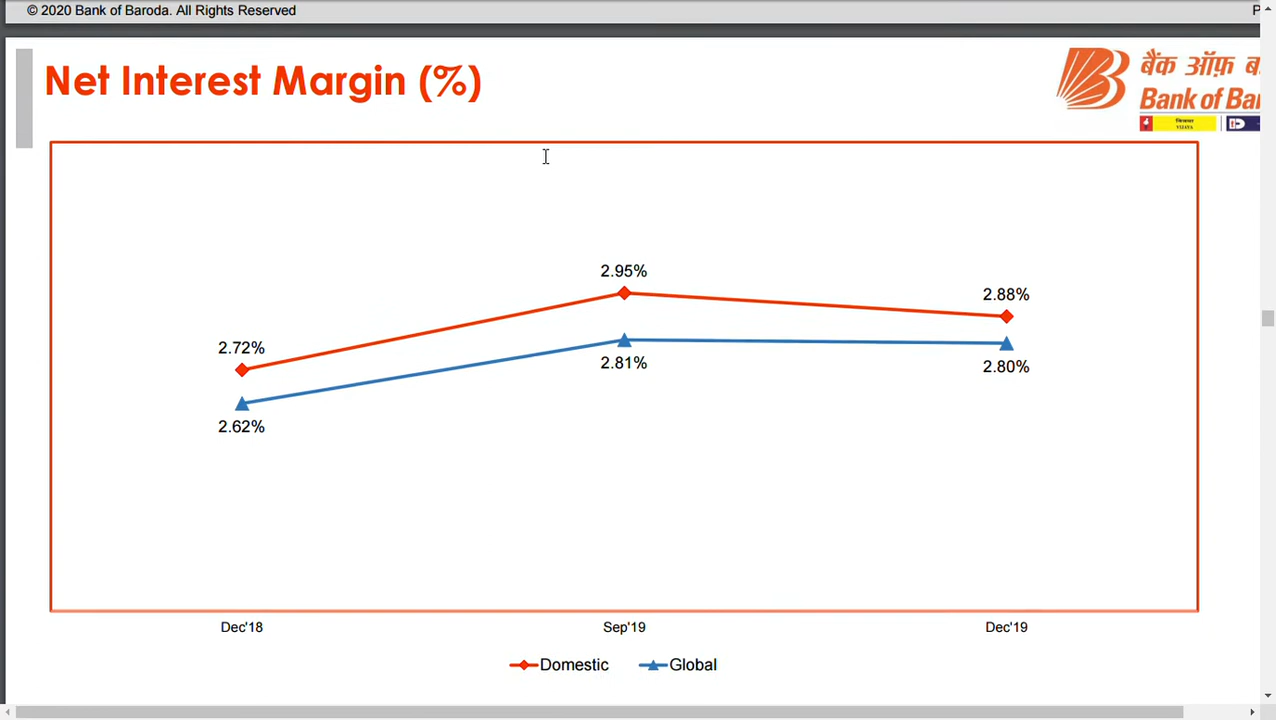 © 2020 Bank of Baroda. All Rights Reserved
Net Interest Margin (%)
बैंक ऑफ़
Bank of
VIJAYA
2.95%
2.88%
2.72%
2.81%
2.80%
2.62%
Dec'18 Sep'19 Dec'19
Domestic Global